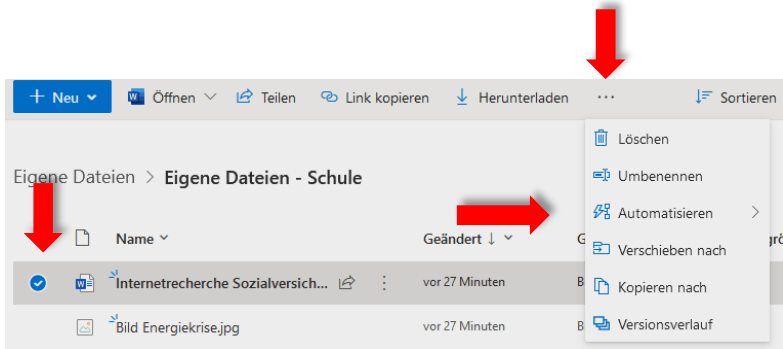 + Neu Öffnen Teilen Link kopieren Herunterladen ... Sortieren
Löschen
Umbenennen
Automatisieren
Verschieben nach
Kopieren nach
Versionsverlauf
Eigene Dateien > Eigene Dateien - Schule
Name Geändert ↓
Internetrecherche Sozialversich... vor 27 Minuten
Bild Energiekrise.jpg vor 27 Minuten